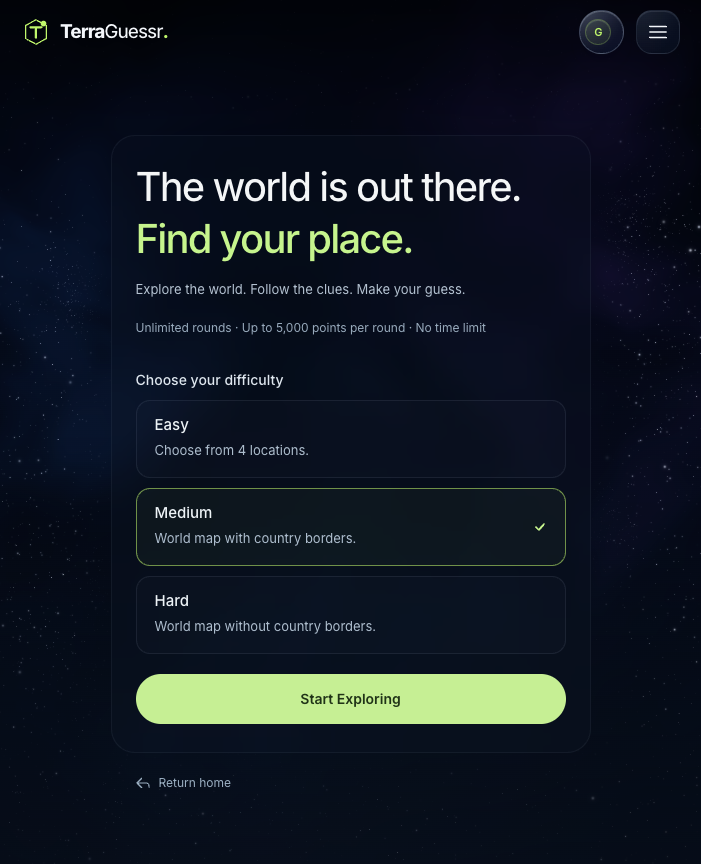 TerraGuessr.
G
The world is out there.
Find your place.
Explore the world. Follow the clues. Make your guess.
Unlimited rounds · Up to 5,000 points per round · No time limit
Choose your difficulty
Easy
Choose from 4 locations.
Medium
World map with country borders.
Hard
World map without country borders.
Start Exploring
Return home